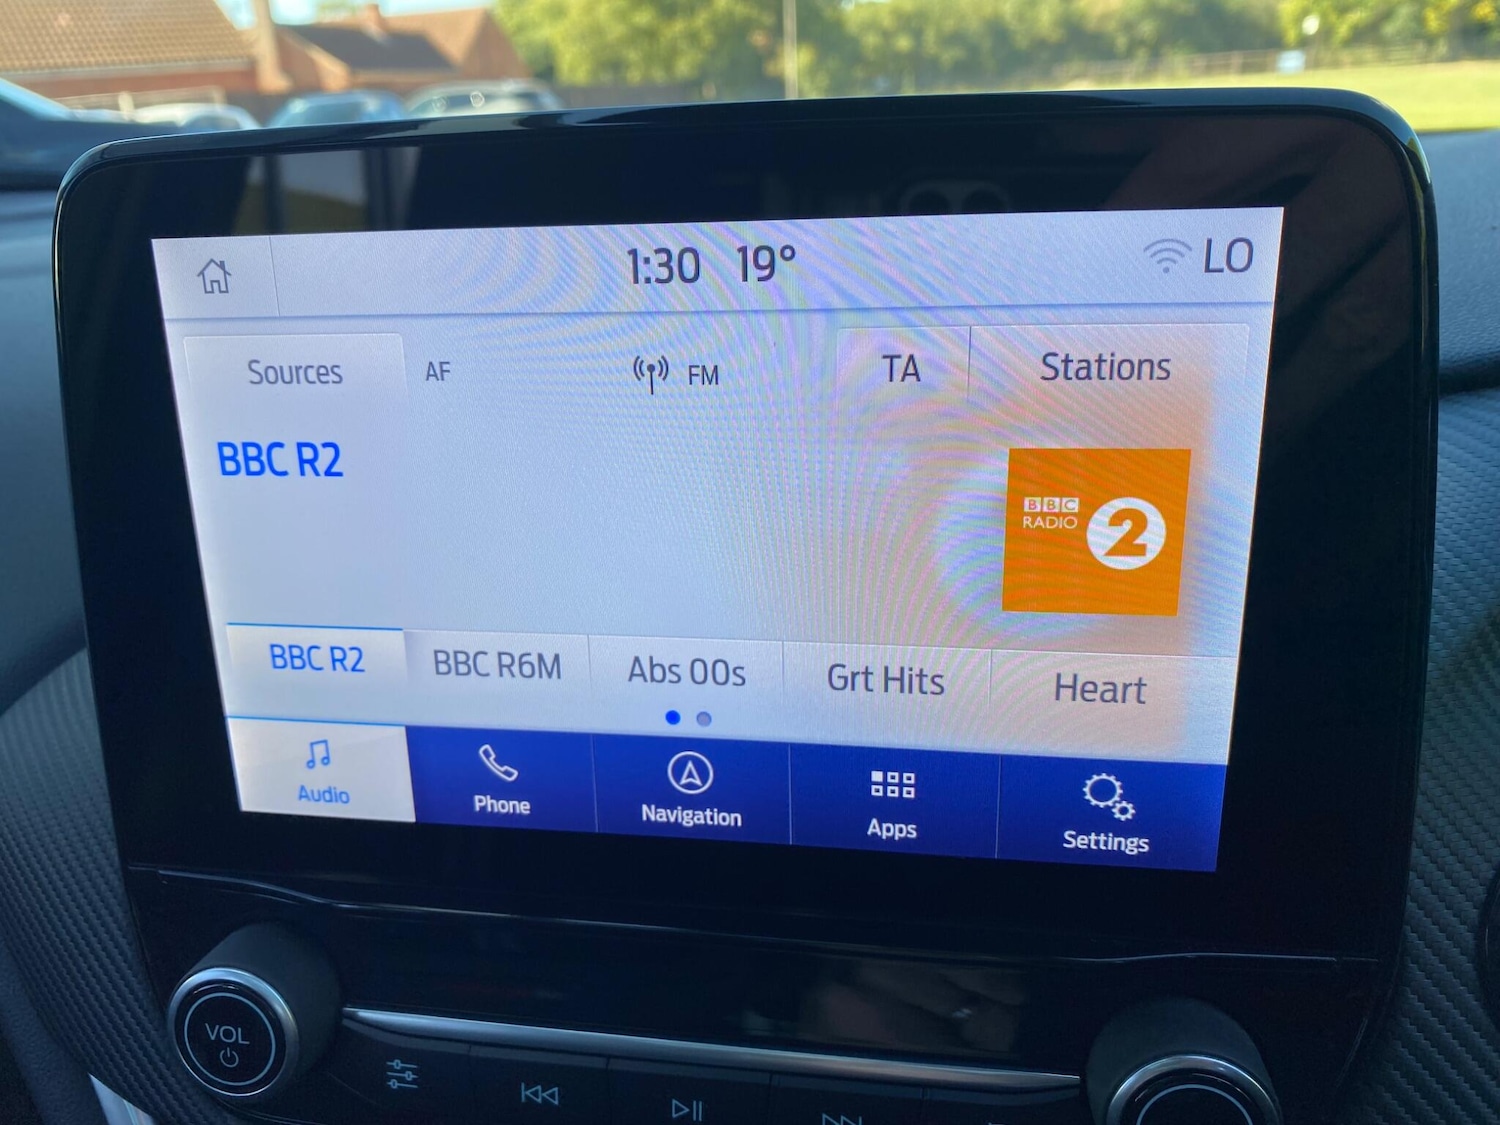 1:30 19° LO
Sources AF FM TA Stations
BBC R2
BBC
RADIO 2
BBC R2 BBC R6M Abs 00s Grt Hits Heart
Audio Phone Navigation Apps Settings
VOL